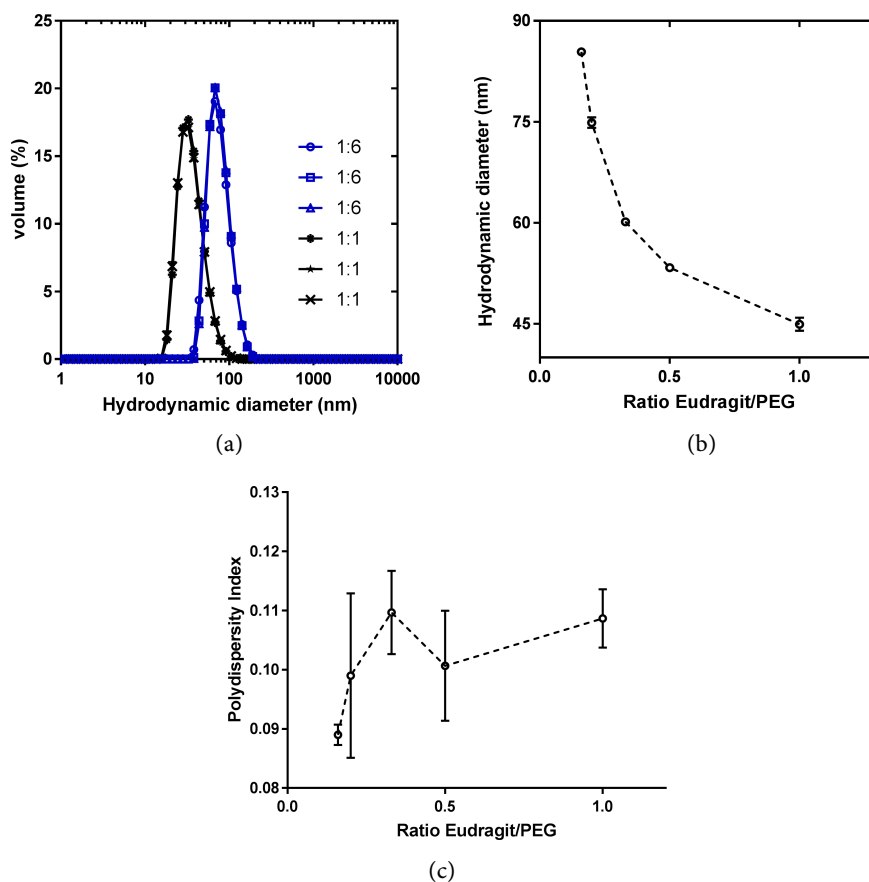 25
20
15
10
5
0
volume (%)
1:6
1:6
1:6
1:1
1:1
1:1
1 10 100 1000 10000
Hydrodynamic diameter (nm)
(a)
90
75
60
45
Hydrodynamic diameter (nm)
0.0 0.5 1.0
Ratio Eudragit/PEG
(b)
0.13
0.12
0.11
0.10
0.09
0.08
Polydispersity Index
0.0 0.5 1.0
Ratio Eudragit/PEG
(c)